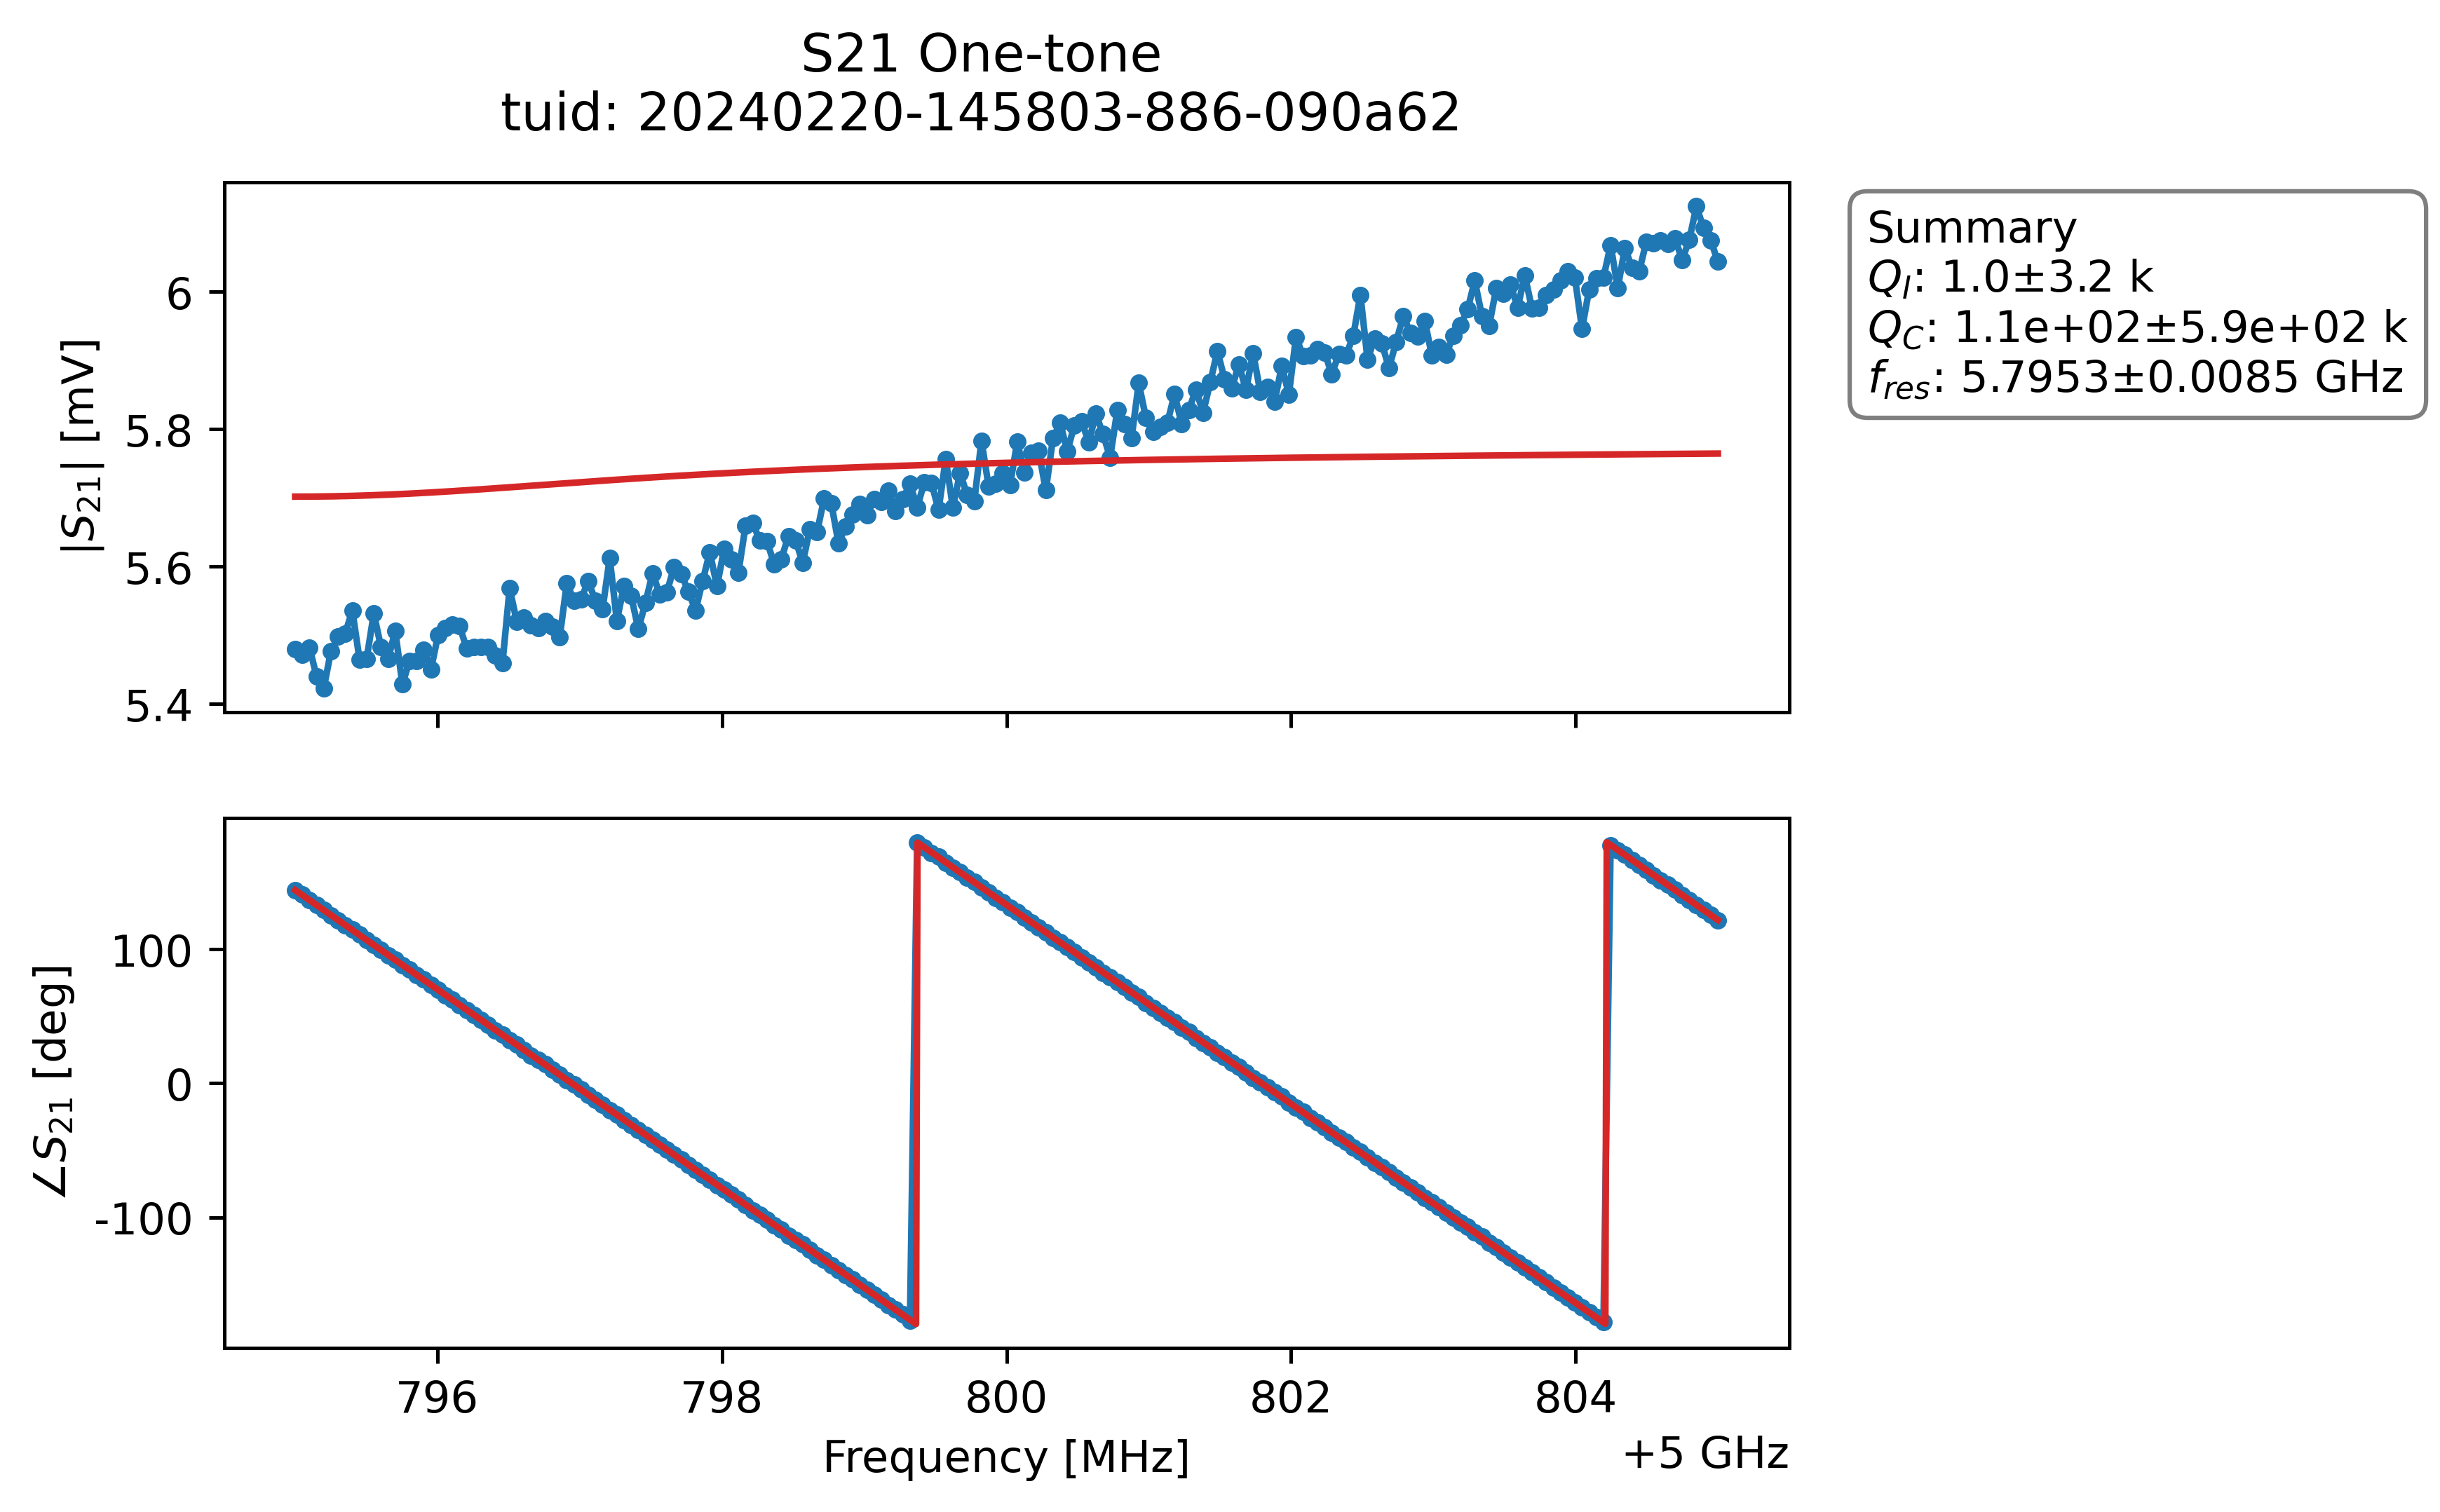 S21 One-tone
tuid: 20240220-145803-886-090a62
|S21| [mV]
6
5.8
5.6
5.4
Summary
QI: 1.0±3.2 k
QC: 1.1e+02±5.9e+02 k
fres: 5.7953±0.0085 GHz
∠S21 [deg]
100
0
-100
796 798 800 802 804
Frequency [MHz]
+5 GHz